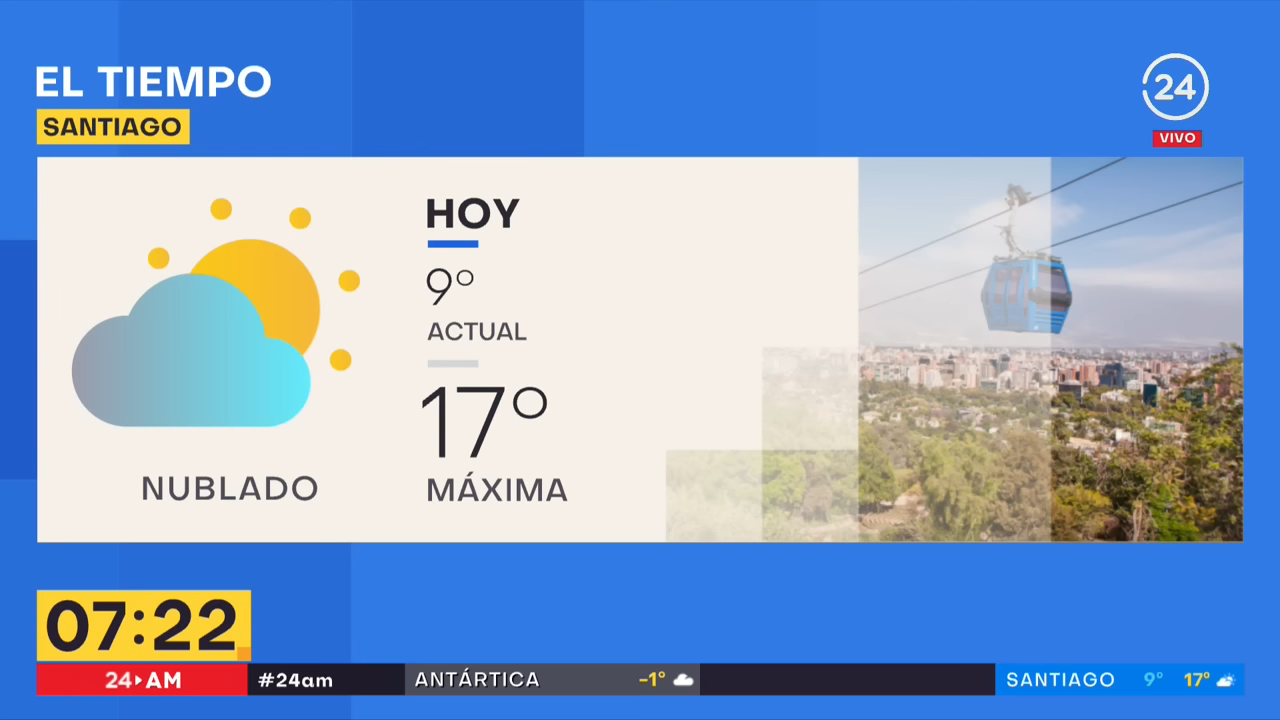 EL TIEMPO
SANTIAGO
24
VIVO
HOY
9°
ACTUAL
17°
MÁXIMA
NUBLADO
07:22
24 AM
#24am
ANTÁRTICA -1°
SANTIAGO 9° 17°